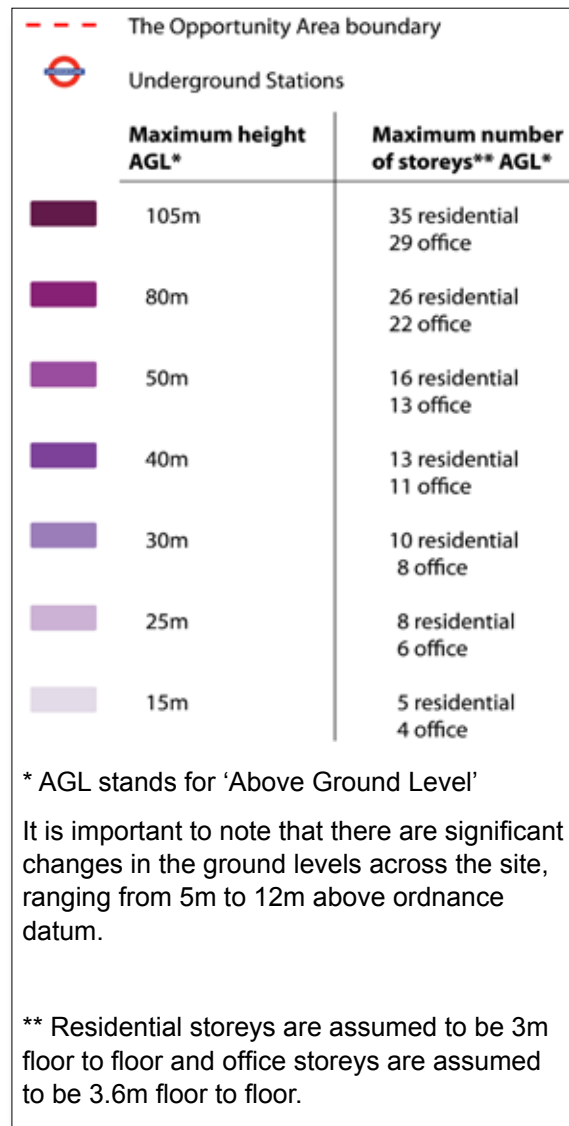 The Opportunity Area boundary
Underground Stations
Maximum height AGL*
Maximum number of storeys** AGL*
105m
35 residential
29 office
80m
26 residential
22 office
50m
16 residential
13 office
40m
13 residential
11 office
30m
10 residential
8 office
25m
8 residential
6 office
15m
5 residential
4 office
* AGL stands for ‘Above Ground Level’
It is important to note that there are significant
changes in the ground levels across the site,
ranging from 5m to 12m above ordnance
datum.
** Residential storeys are assumed to be 3m
floor to floor and office storeys are assumed
to be 3.6m floor to floor.